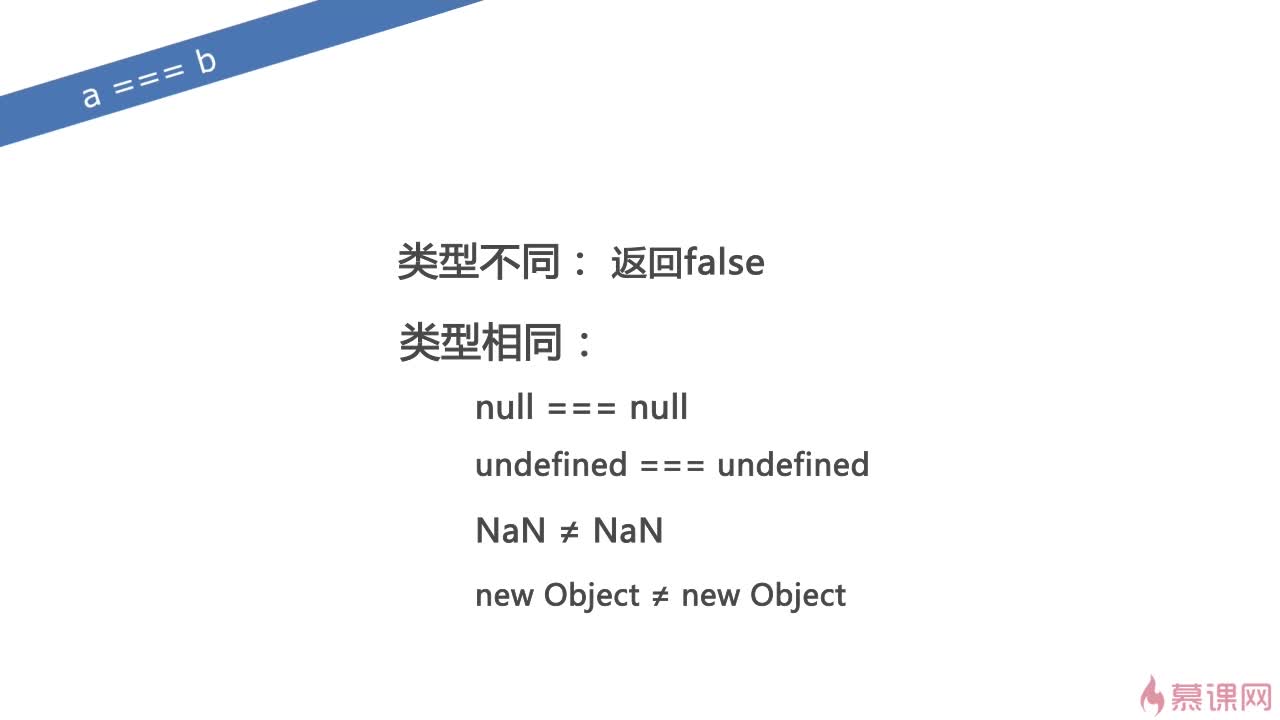 a === b
类型不同： 返回false
类型相同：
null === null
undefined === undefined
NaN ≠ NaN
new Object ≠ new Object
慕课网